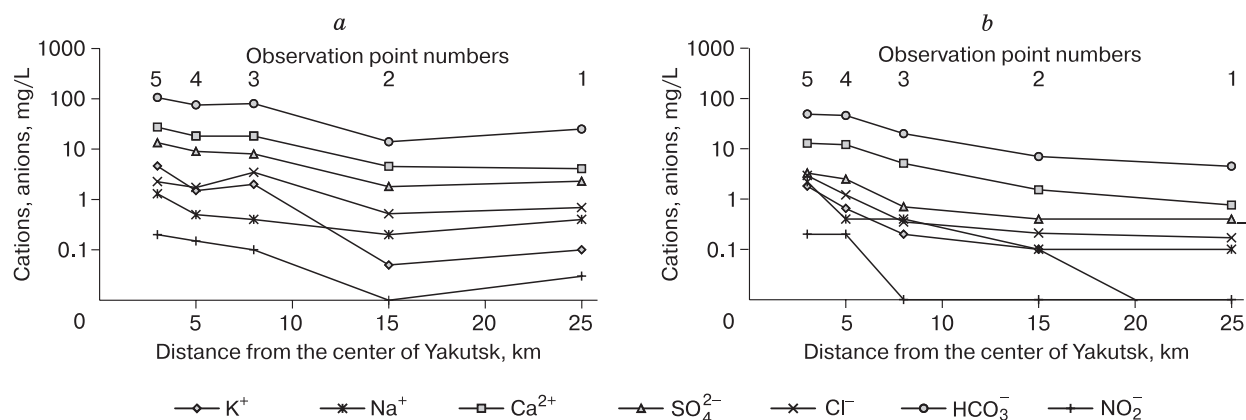 a
1000
Observation point numbers
5 4 3 2 1
100
10
1
0.1
0
5 10 15 20 25
Cations, anions, mg/L
Distance from the center of Yakutsk, km
b
1000
Observation point numbers
5 4 3 2 1
100
10
1
0.1
0
5 10 15 20 25
Cations, anions, mg/L
Distance from the center of Yakutsk, km
K⁺ Na⁺ Ca²⁺ SO₄²⁻ Cl⁻ HCO₃⁻ NO₂⁻